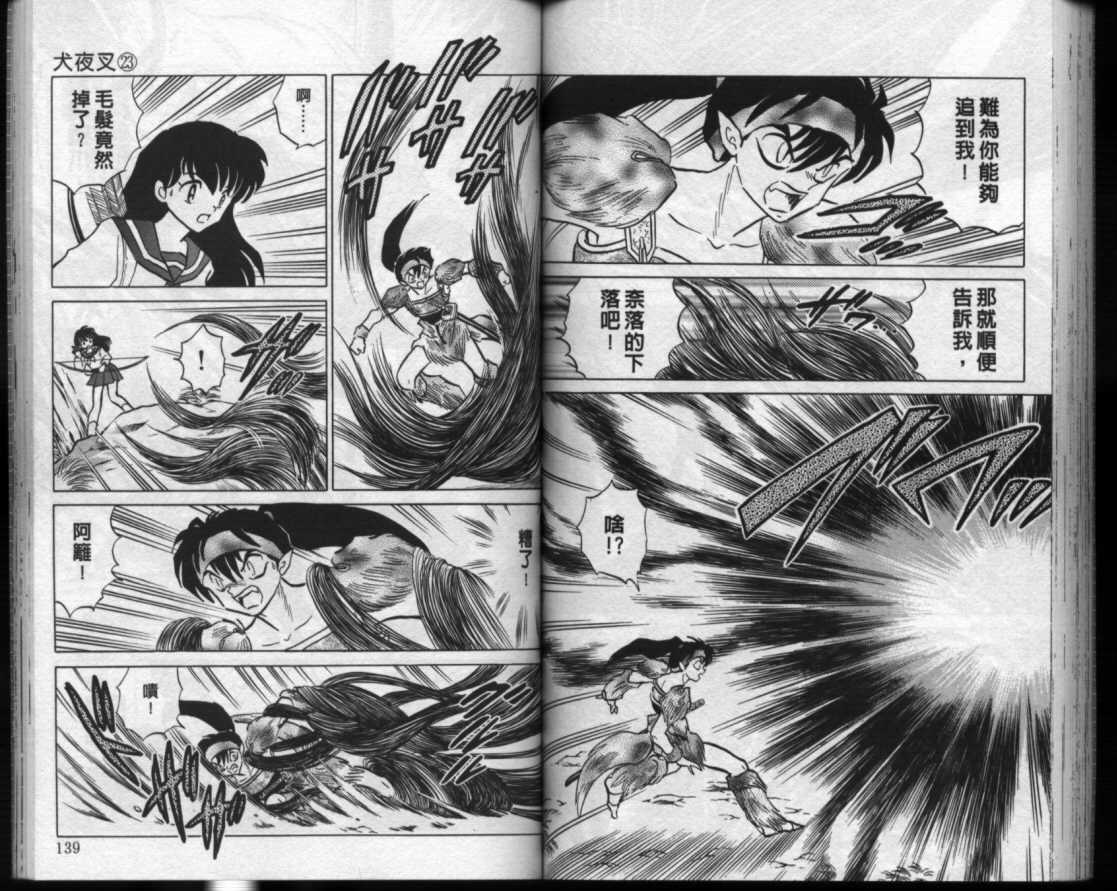 難為你能夠
追到我！
那就順便
告訴我，
奈落的下
落吧！
啥!?
犬夜叉㉓
啊……
毛髮竟然
掉了？
！
糟了！
阿籬！
嘖！
139